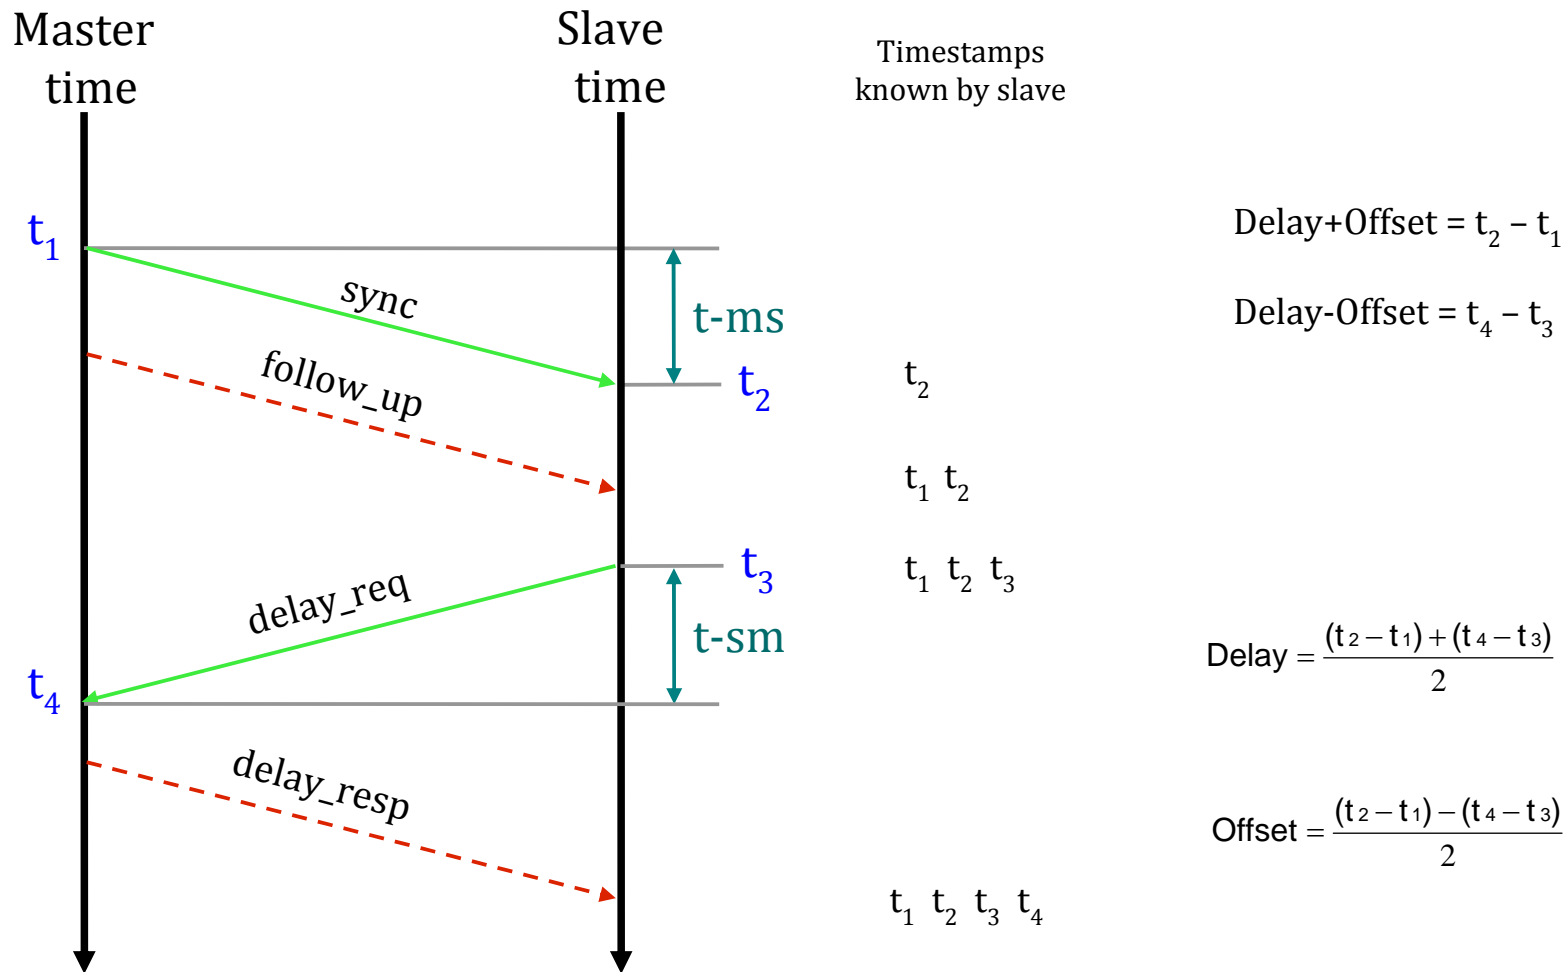 Master
time
Slave
time
Timestamps
known by slave
t₁
sync
t-ms
Delay+Offset = t₂ – t₁
Delay-Offset = t₄ – t₃
follow_up
t₂
t₂
t₁ t₂
t₃
t₁ t₂ t₃
delay_req
t-sm
Delay = (t₂ – t₁) + (t₄ – t₃) / 2
t₄
delay_resp
Offset = (t₂ – t₁) – (t₄ – t₃) / 2
t₁ t₂ t₃ t₄